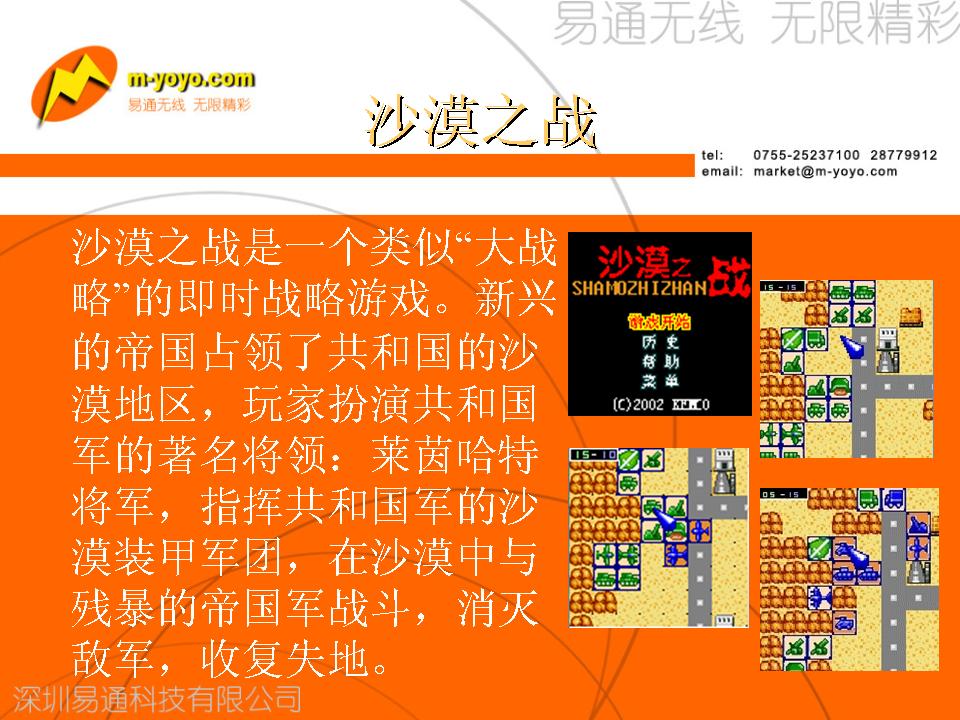 易通无线 无限精彩
m-yoyo.com
易通无线 无限精彩
沙漠之战
tel: 0755-25237100 28779912
email: market@m-yoyo.com
沙漠之战是一个类似“大战
略”的即时战略游戏。新兴
的帝国占领了共和国的沙
漠地区，玩家扮演共和国
军的著名将领：莱茵哈特
将军，指挥共和国军的沙
漠装甲军团，在沙漠中与
残暴的帝国军战斗，消灭
敌军，收复失地。
沙漠之战
SHAMOZHIZHAN
游戏开始
历史
帮助
菜单
(C)2002
15-15
15-10
05-15
深圳易通科技有限公司